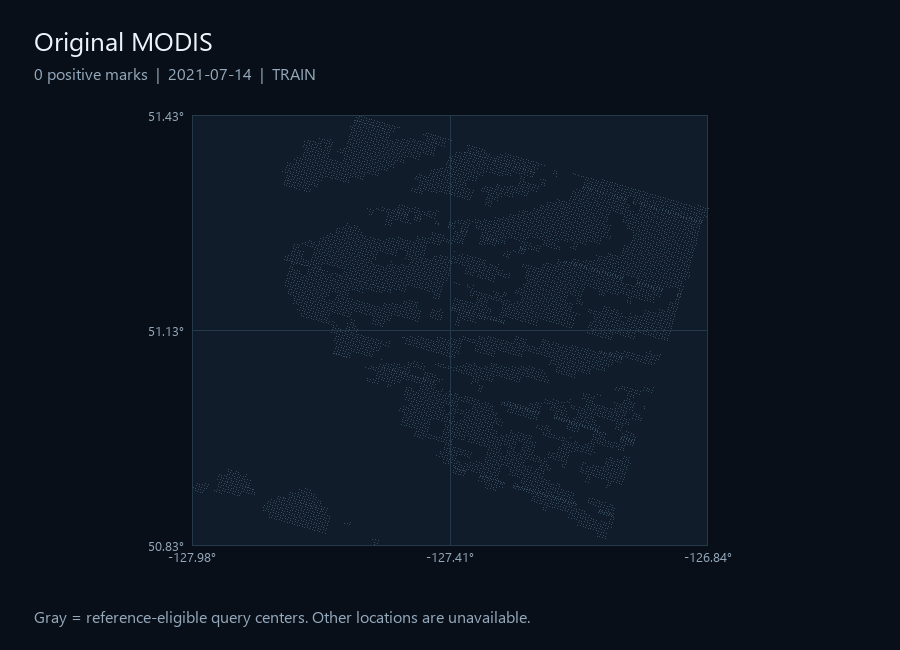 Original MODIS
0 positive marks | 2021-07-14 | TRAIN
51.43°
51.13°
50.83°
-127.98°
-127.41°
-126.84°
Gray = reference-eligible query centers. Other locations are unavailable.